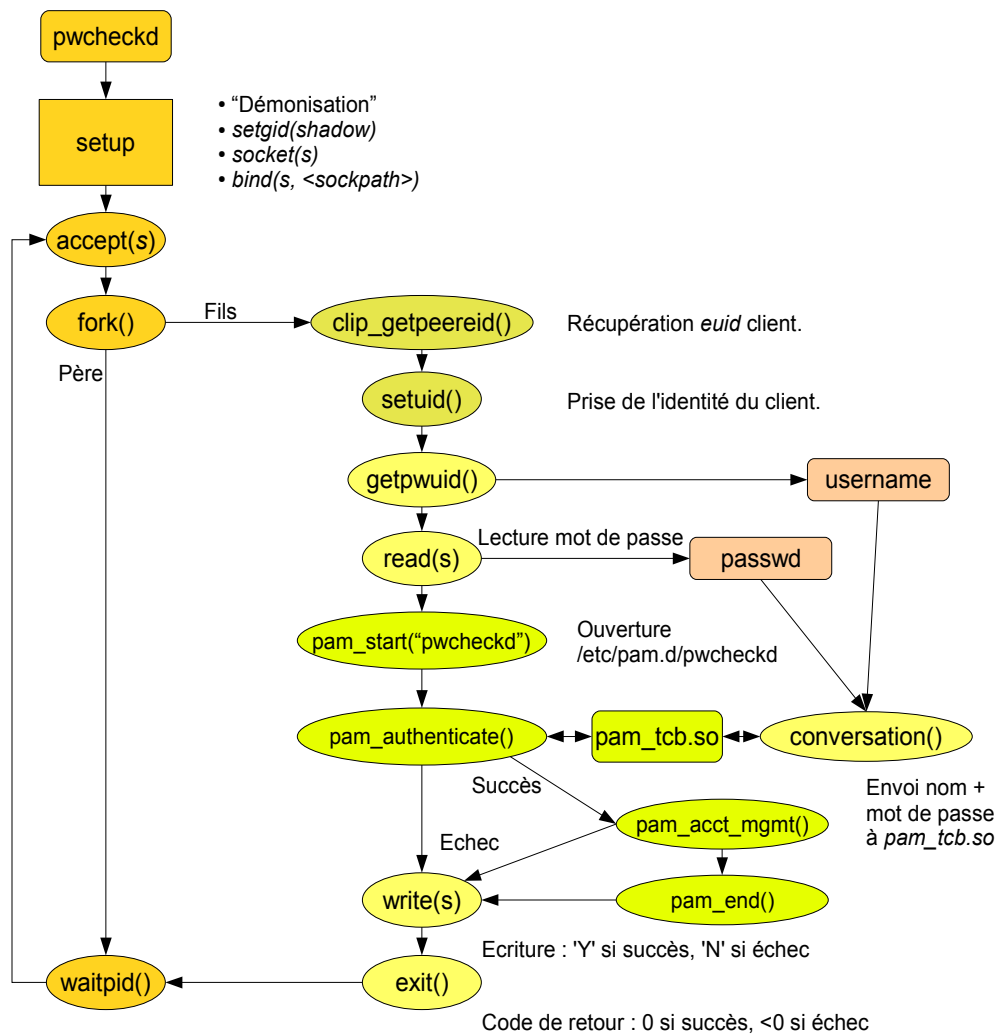 pwcheckd
setup
• “Démonisation”
• setgid(shadow)
• socket(s)
• bind(s, <sockpath>)
accept(s)
fork()
Fils
clip_getpeereid()
Récupération euid client.
Père
setuid()
Prise de l'identité du client.
getpwuid()
username
read(s)
Lecture mot de passe
passwd
pam_start(“pwcheckd”)
Ouverture
/etc/pam.d/pwcheckd
pam_authenticate()
pam_tcb.so
conversation()
Succès
Envoi nom +
mot de passe
à pam_tcb.so
pam_acct_mgmt()
Echec
write(s)
pam_end()
Ecriture : 'Y' si succès, 'N' si échec
waitpid()
exit()
Code de retour : 0 si succès, <0 si échec